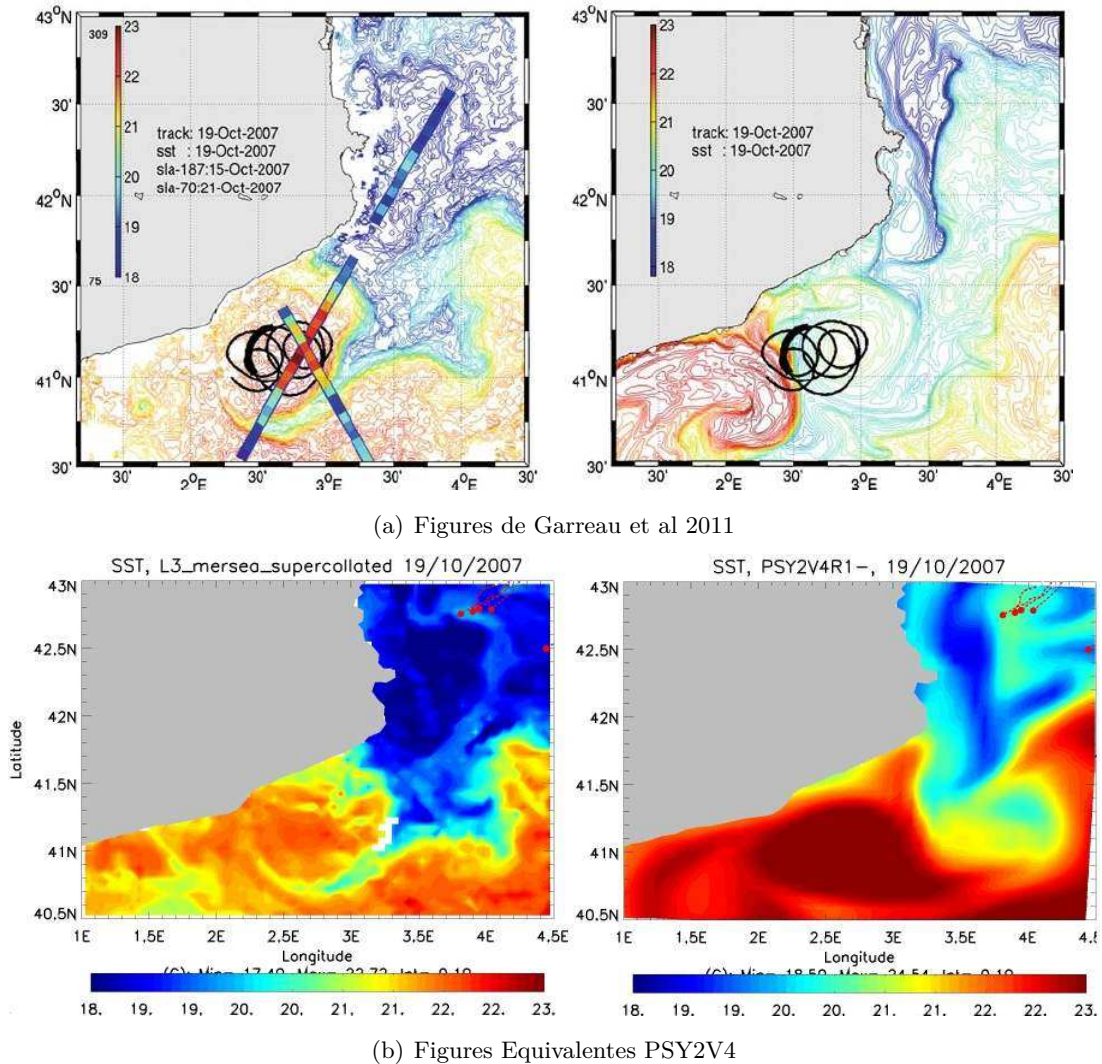 43°N
30'
42°N
30'
41°N
30'
30'
2°E
30'
3°E
30'
4°E
30'
309
75
23
22
21
20
19
18
track: 19-Oct-2007
sst : 19-Oct-2007
sla-187:15-Oct-2007
sla-70:21-Oct-2007
43°N
30'
42°N
30'
41°N
30'
30'
2°E
30'
3°E
30'
4°E
30'
23
22
21
20
19
18
track: 19-Oct-2007
sst : 19-Oct-2007
(a) Figures de Garreau et al 2011
SST, L3_mersea_supercollated 19/10/2007
43N
42.5N
42N
41.5N
41N
40.5N
Latitude
1E
1.5E
2E
2.5E
3E
3.5E
4E
4.5E
Longitude
18. 19. 19. 20. 20. 21. 21. 22. 22. 23.
SST, PSY2V4R1-, 19/10/2007
43N
42.5N
42N
41.5N
41N
40.5N
1E
1.5E
2E
2.5E
3E
3.5E
4E
Longitude
18. 19. 19. 20. 20. 21. 21. 22. 22. 23.
(b) Figures Equivalentes PSY2V4